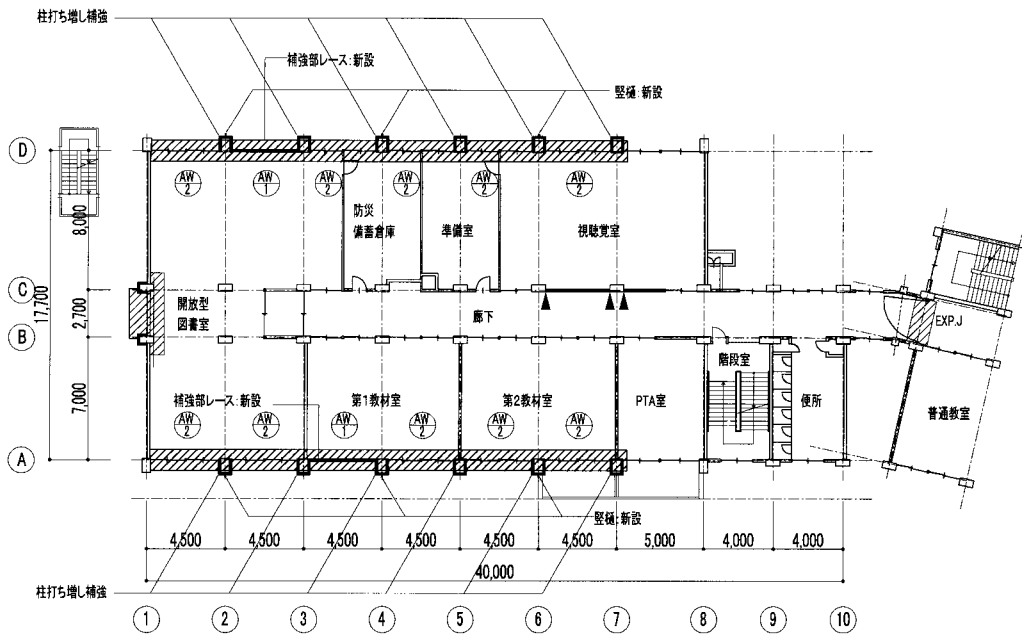 柱打ち増し補強
補強部レース:新設
竪樋:新設
D
AW
2
AW
1
AW
2
AW
2
AW
2
AW
2
8,000
防災
備蓄倉庫
準備室
視聴覚室
C
17,700
2,700
開放型
図書室
廊下
EXP.J
B
階段室
7,000
補強部レース:新設
第1教材室
第2教材室
PTA室
便所
普通教室
AW
2
AW
2
AW
1
AW
2
AW
2
AW
2
A
竪樋:新設
4,500
4,500
4,500
4,500
4,500
4,500
5,000
4,000
4,000
40,000
柱打ち増し補強
1
2
3
4
5
6
7
8
9
10